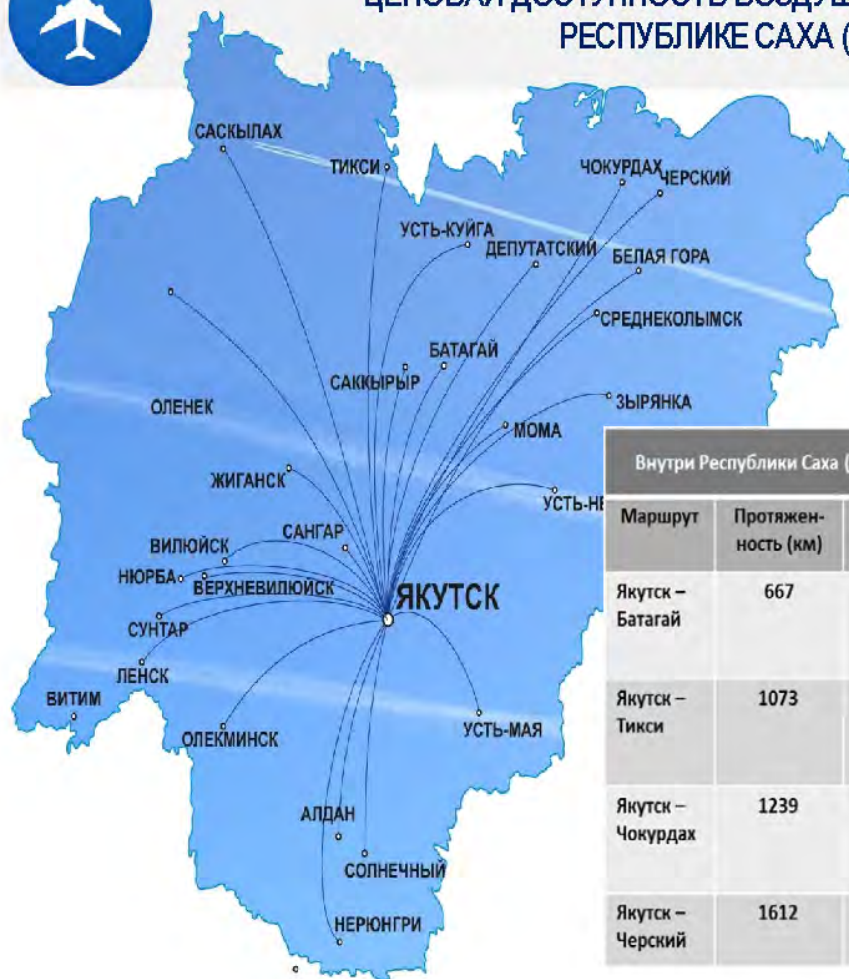 ЦЕНОВАЯ ДОСТУПНОСТЬ
РЕСПУБЛИКЕ САХА (
САСКЫЛАХ
ТИКСИ
ЧОКУРДАХ
ЧЕРСКИЙ
УСТЬ-КУЙГА
ДЕПУТАТСКИЙ
БЕЛАЯ ГОРА
СРЕДНЕКОЛЫМСК
БАТАГАЙ
САККЫРЫР
ЗЫРЯНКА
ОЛЕНЕК
МОМА
ЖИГАНСК
УСТЬ-НЕ
САНГАР
ВИЛЮЙСК
НЮРБА
ВЕРХНЕВИЛЮЙСК
ЯКУТСК
СУНТАР
ЛЕНСК
ВИТИМ
ОЛЕКМИНСК
УСТЬ-МАЯ
АЛДАН
СОЛНЕЧНЫЙ
НЕРЮНГРИ
Внутри Республики Саха (
Маршрут Протяжен-
ность (км)
Якутск – 667
Батагай
Якутск – 1073
Тикси
Якутск – 1239
Чокурдах
Якутск – 1612
Черский